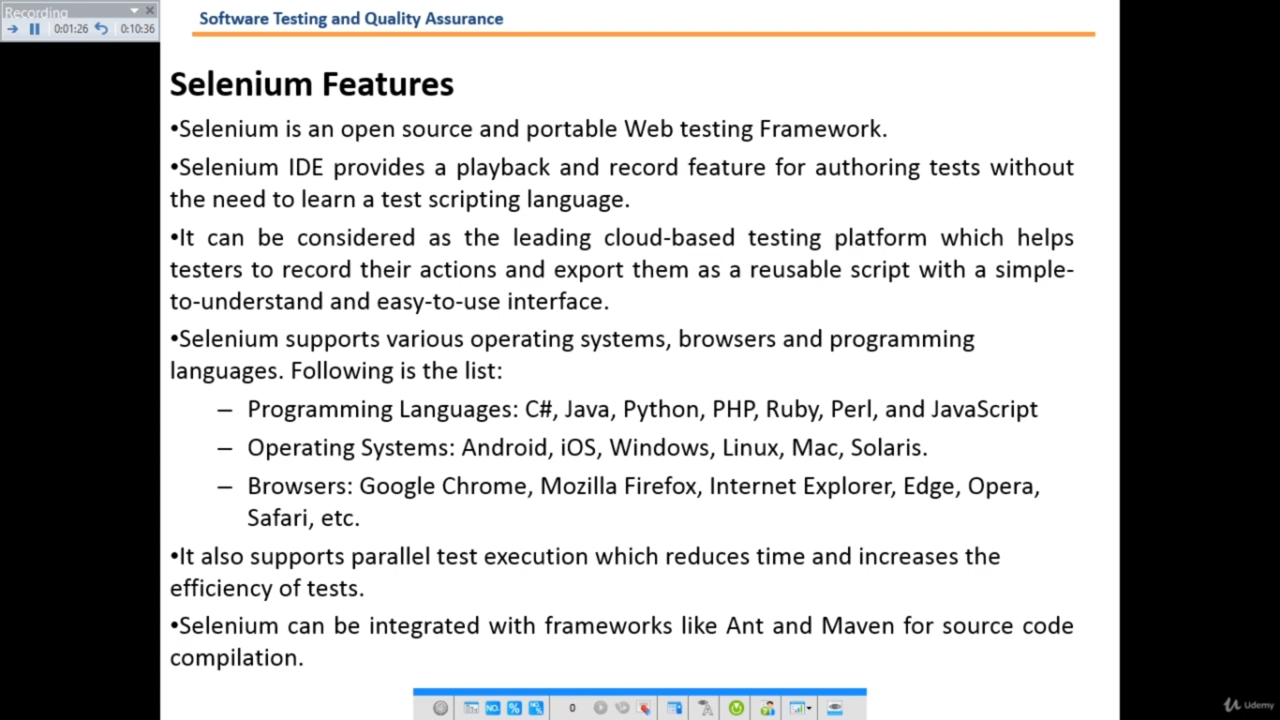 Recording
0:01:26 0:10:36
Software Testing and Quality Assurance
Selenium Features
•Selenium is an open source and portable Web testing Framework.
•Selenium IDE provides a playback and record feature for authoring tests without
the need to learn a test scripting language.
•It can be considered as the leading cloud-based testing platform which helps
testers to record their actions and export them as a reusable script with a simple-
to-understand and easy-to-use interface.
•Selenium supports various operating systems, browsers and programming
languages. Following is the list:
– Programming Languages: C#, Java, Python, PHP, Ruby, Perl, and JavaScript
– Operating Systems: Android, iOS, Windows, Linux, Mac, Solaris.
– Browsers: Google Chrome, Mozilla Firefox, Internet Explorer, Edge, Opera,
Safari, etc.
•It also supports parallel test execution which reduces time and increases the
efficiency of tests.
•Selenium can be integrated with frameworks like Ant and Maven for source code
compilation.
NO. % 0
Udemy